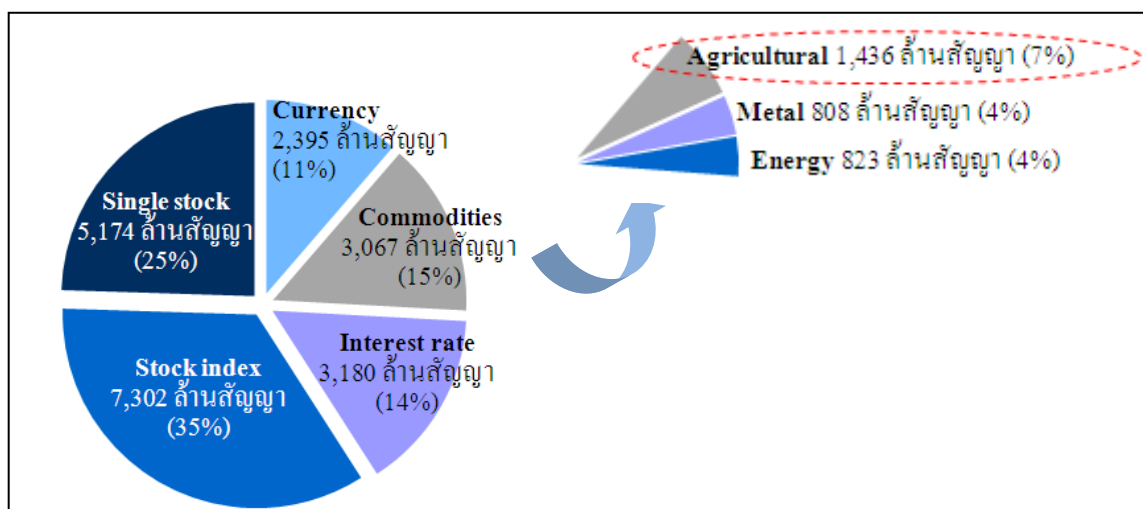 Currency
2,395 ล้านสัญญา
(11%)
Single stock
5,174 ล้านสัญญา
(25%)
Commodities
3,067 ล้านสัญญา
(15%)
Interest rate
3,180 ล้านสัญญา
(14%)
Stock index
7,302 ล้านสัญญา
(35%)
Agricultural 1,436 ล้านสัญญา (7%)
Metal 808 ล้านสัญญา (4%)
Energy 823 ล้านสัญญา (4%)